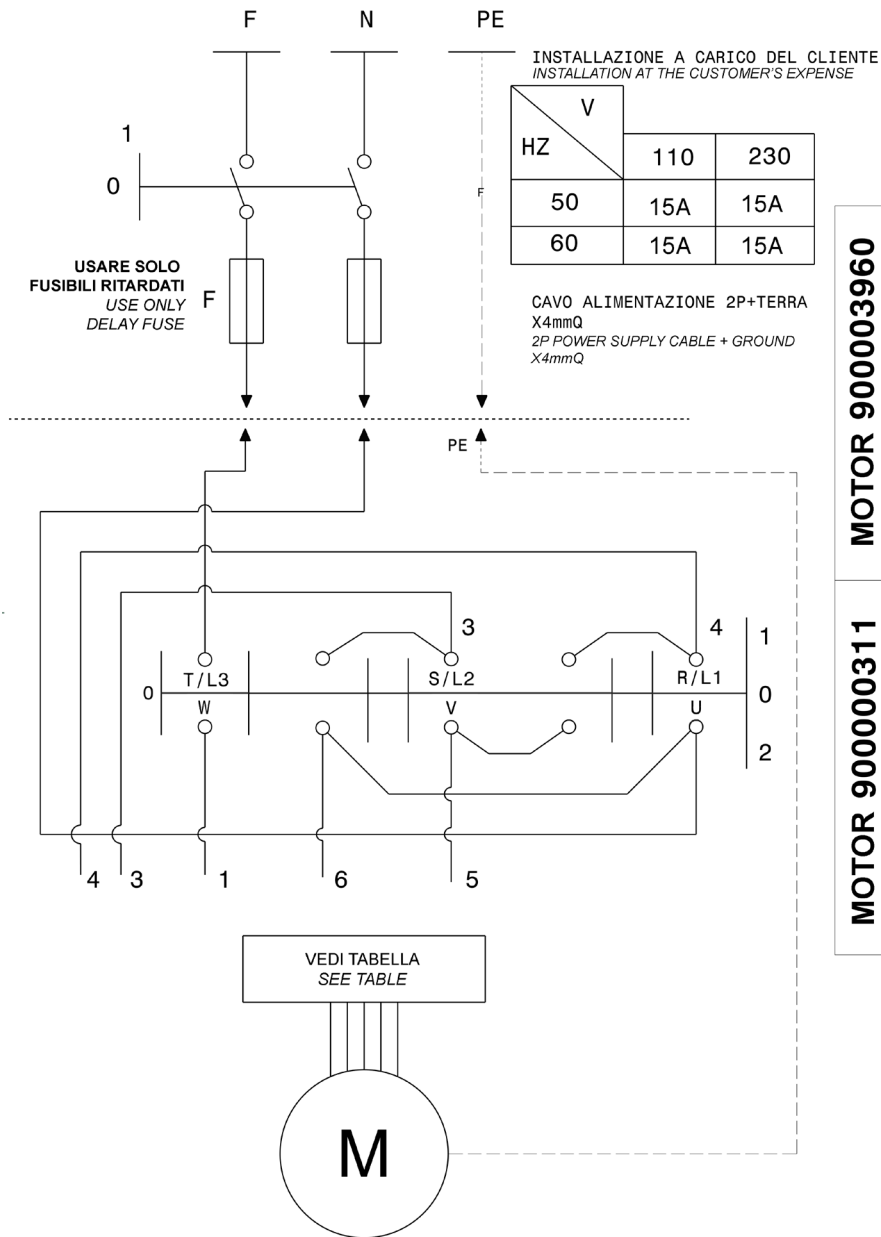 F
N
PE
INSTALLAZIONE A CARICO DEL CLIENTE
INSTALLATION AT THE CUSTOMER'S EXPENSE
V
HZ
110
230
50
15A
15A
60
15A
15A
1
0
F
USARE SOLO
FUSIBILI RITARDATI
USE ONLY
DELAY FUSE
F
CAVO ALIMENTAZIONE 2P+TERRA
X4mmQ
2P POWER SUPPLY CABLE + GROUND
X4mmQ
PE
MOTOR 900003960
MOTOR 900000311
3
4
1
T/L3
S/L2
R/L1
0
0
W
V
U
2
4
3
1
6
5
VEDI TABELLA
SEE TABLE
M